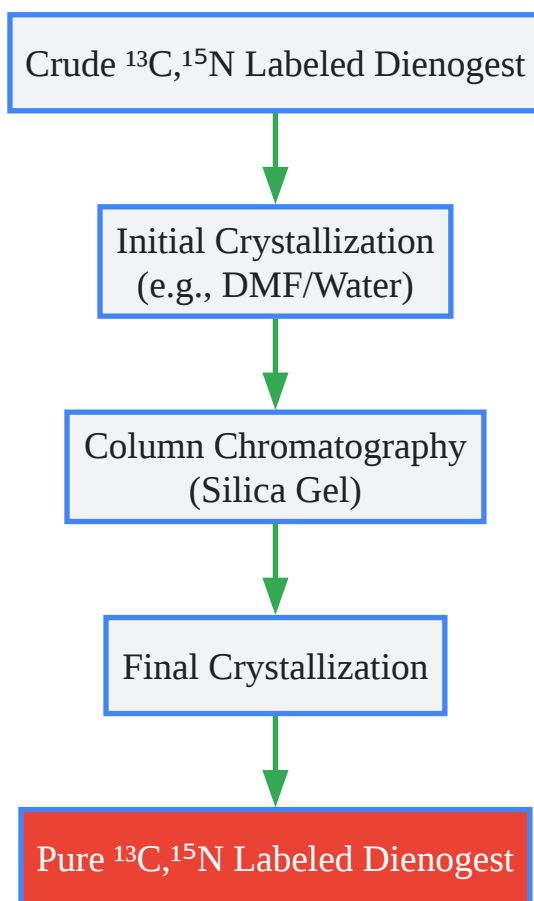 Crude ¹³C,¹⁵N Labeled Dienogest
Initial Crystallization
(e.g., DMF/Water)
Column Chromatography
(Silica Gel)
Final Crystallization
Pure ¹³C,¹⁵N Labeled Dienogest